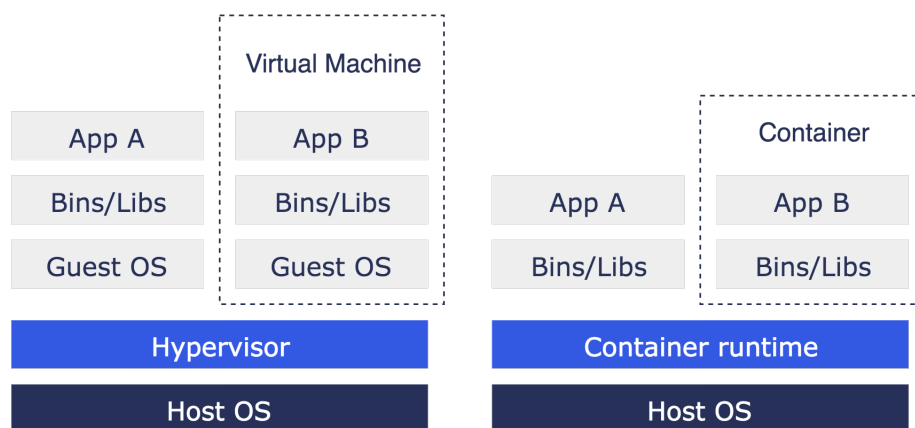 Virtual Machine
App A
App B
Bins/Libs
Bins/Libs
Guest OS
Guest OS
Hypervisor
Host OS
Container
App A
App B
Bins/Libs
Bins/Libs
Container runtime
Host OS